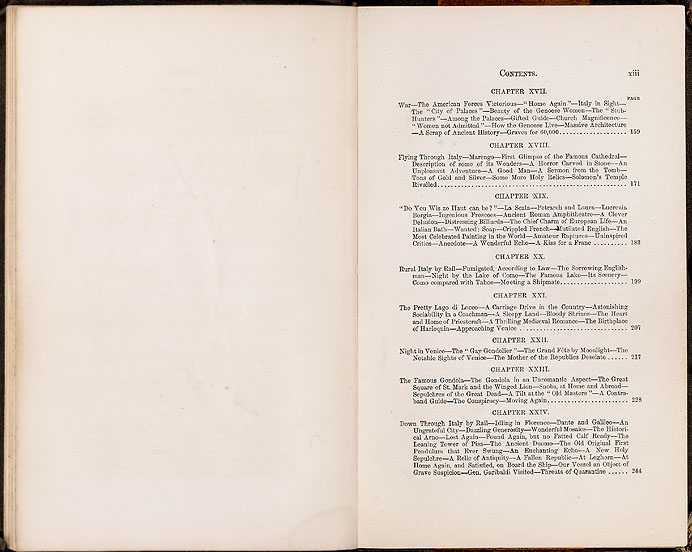 CONTENTS. xiii
CHAPTER XVII.
PAGE
War—The American Forces Victorious—"Home Again"—Italy in Sight—
The "City of Palaces"—Beauty of the Genoese Women—The "Stub-
Hunters"—Among the Palaces—Gifted Guide—Church Magnificence—
"Women not Admitted"—How the Genoese Live—Massive Architecture
—A Scrap of Ancient History—Graves for 60,000.................... 159
CHAPTER XVIII.
Flying Through Italy—Marengo—First Glimpse of the Famous Cathedral—
Description of some of its Wonders—A Horror Carved in Stone—An
Unpleasant Adventure—A Good Man—A Sermon from the Tomb—
Tons of Gold and Silver—Some More Holy Relics—Solomon's Temple
Rivalled......................................................... 171
CHAPTER XIX.
"Do You Wis zo Haut can be?"—La Scala—Petrarch and Laura—Lucrezia
Borgia—Ingenious Frescoes—Ancient Roman Amphitheatre—A Clever
Delusion—Distressing Billiards—The Chief Charm of European Life—An
Italian Bath—Wanted: Soap—Crippled French—Mutilated English—The
Most Celebrated Painting in the World—Amateur Raptures—Uninspired
Critics—Anecdote—A Wonderful Echo—A Kiss for a Franc .......... 183
CHAPTER XX.
Rural Italy by Rail—Fumigated, According to Law—The Sorrowing English-
man—Night by the Lake of Como—The Famous Lake—Its Scenery—
Como compared with Tahoe—Meeting a Shipmate.................... 199
CHAPTER XXI.
The Pretty Lago di Lecco—A Carriage Drive in the Country—Astonishing
Sociability in a Coachman—A Sleepy Land—Bloody Shrines—The Heart
and Home of Priestcraft—A Thrilling Mediæval Romance—The Birthplace
of Harlequin—Approaching Venice ................................ 207
CHAPTER XXII.
Night in Venice—The "Gay Gondolier"—The Grand Fête by Moonlight—The
Notable Sights of Venice—The Mother of the Republics Desolate ...... 217
CHAPTER XXIII.
The Famous Gondola—The Gondola in an Unromantic Aspect—The Great
Square of St. Mark and the Winged Lion—Snobs, at Home and Abroad—
Sepulchres of the Great Dead—A Tilt at the "Old Masters"—A Contra-
band Guide—The Conspiracy—Moving Again........................ 228
CHAPTER XXIV.
Down Through Italy by Rail—Idling in Florence—Dante and Galileo—An
Ungrateful City—Dazzling Generosity—Wonderful Mosaics—The Histori-
cal Arno—Lost Again—Found Again, but no Fatted Calf Ready—The
Leaning Tower of Pisa—The Ancient Duomo—The Old Original First
Pendulum that Ever Swung—An Enchanting Echo—A New Holy
Sepulchre—A Relic of Antiquity—A Fallen Republic—At Leghorn—At
Home Again, and Satisfied, on Board the Ship—Our Vessel an Object of
Grave Suspicion—Gen. Garibaldi Visited—Threats of Quarantine ...... 244